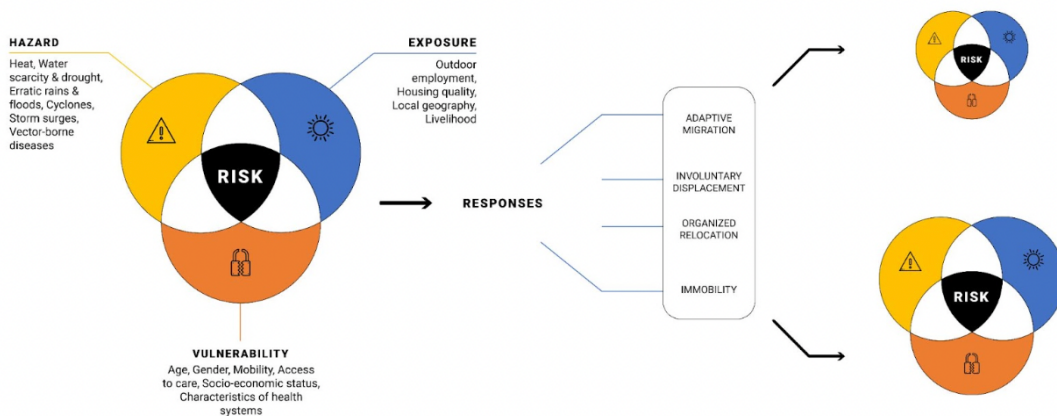 HAZARD
Heat, Water
scarcity & drought,
Erratic rains &
floods, Cyclones,
Storm surges,
Vector-borne
diseases
EXPOSURE
Outdoor
employment,
Housing quality,
Local geography,
Livelihood
RISK
VULNERABILITY
Age, Gender, Mobility, Access
to care, Socio-economic status,
Characteristics of health
systems
RESPONSES
ADAPTIVE
MIGRATION
INVOLUNTARY
DISPLACEMENT
ORGANIZED
RELOCATION
IMMOBILITY
RISK
RISK